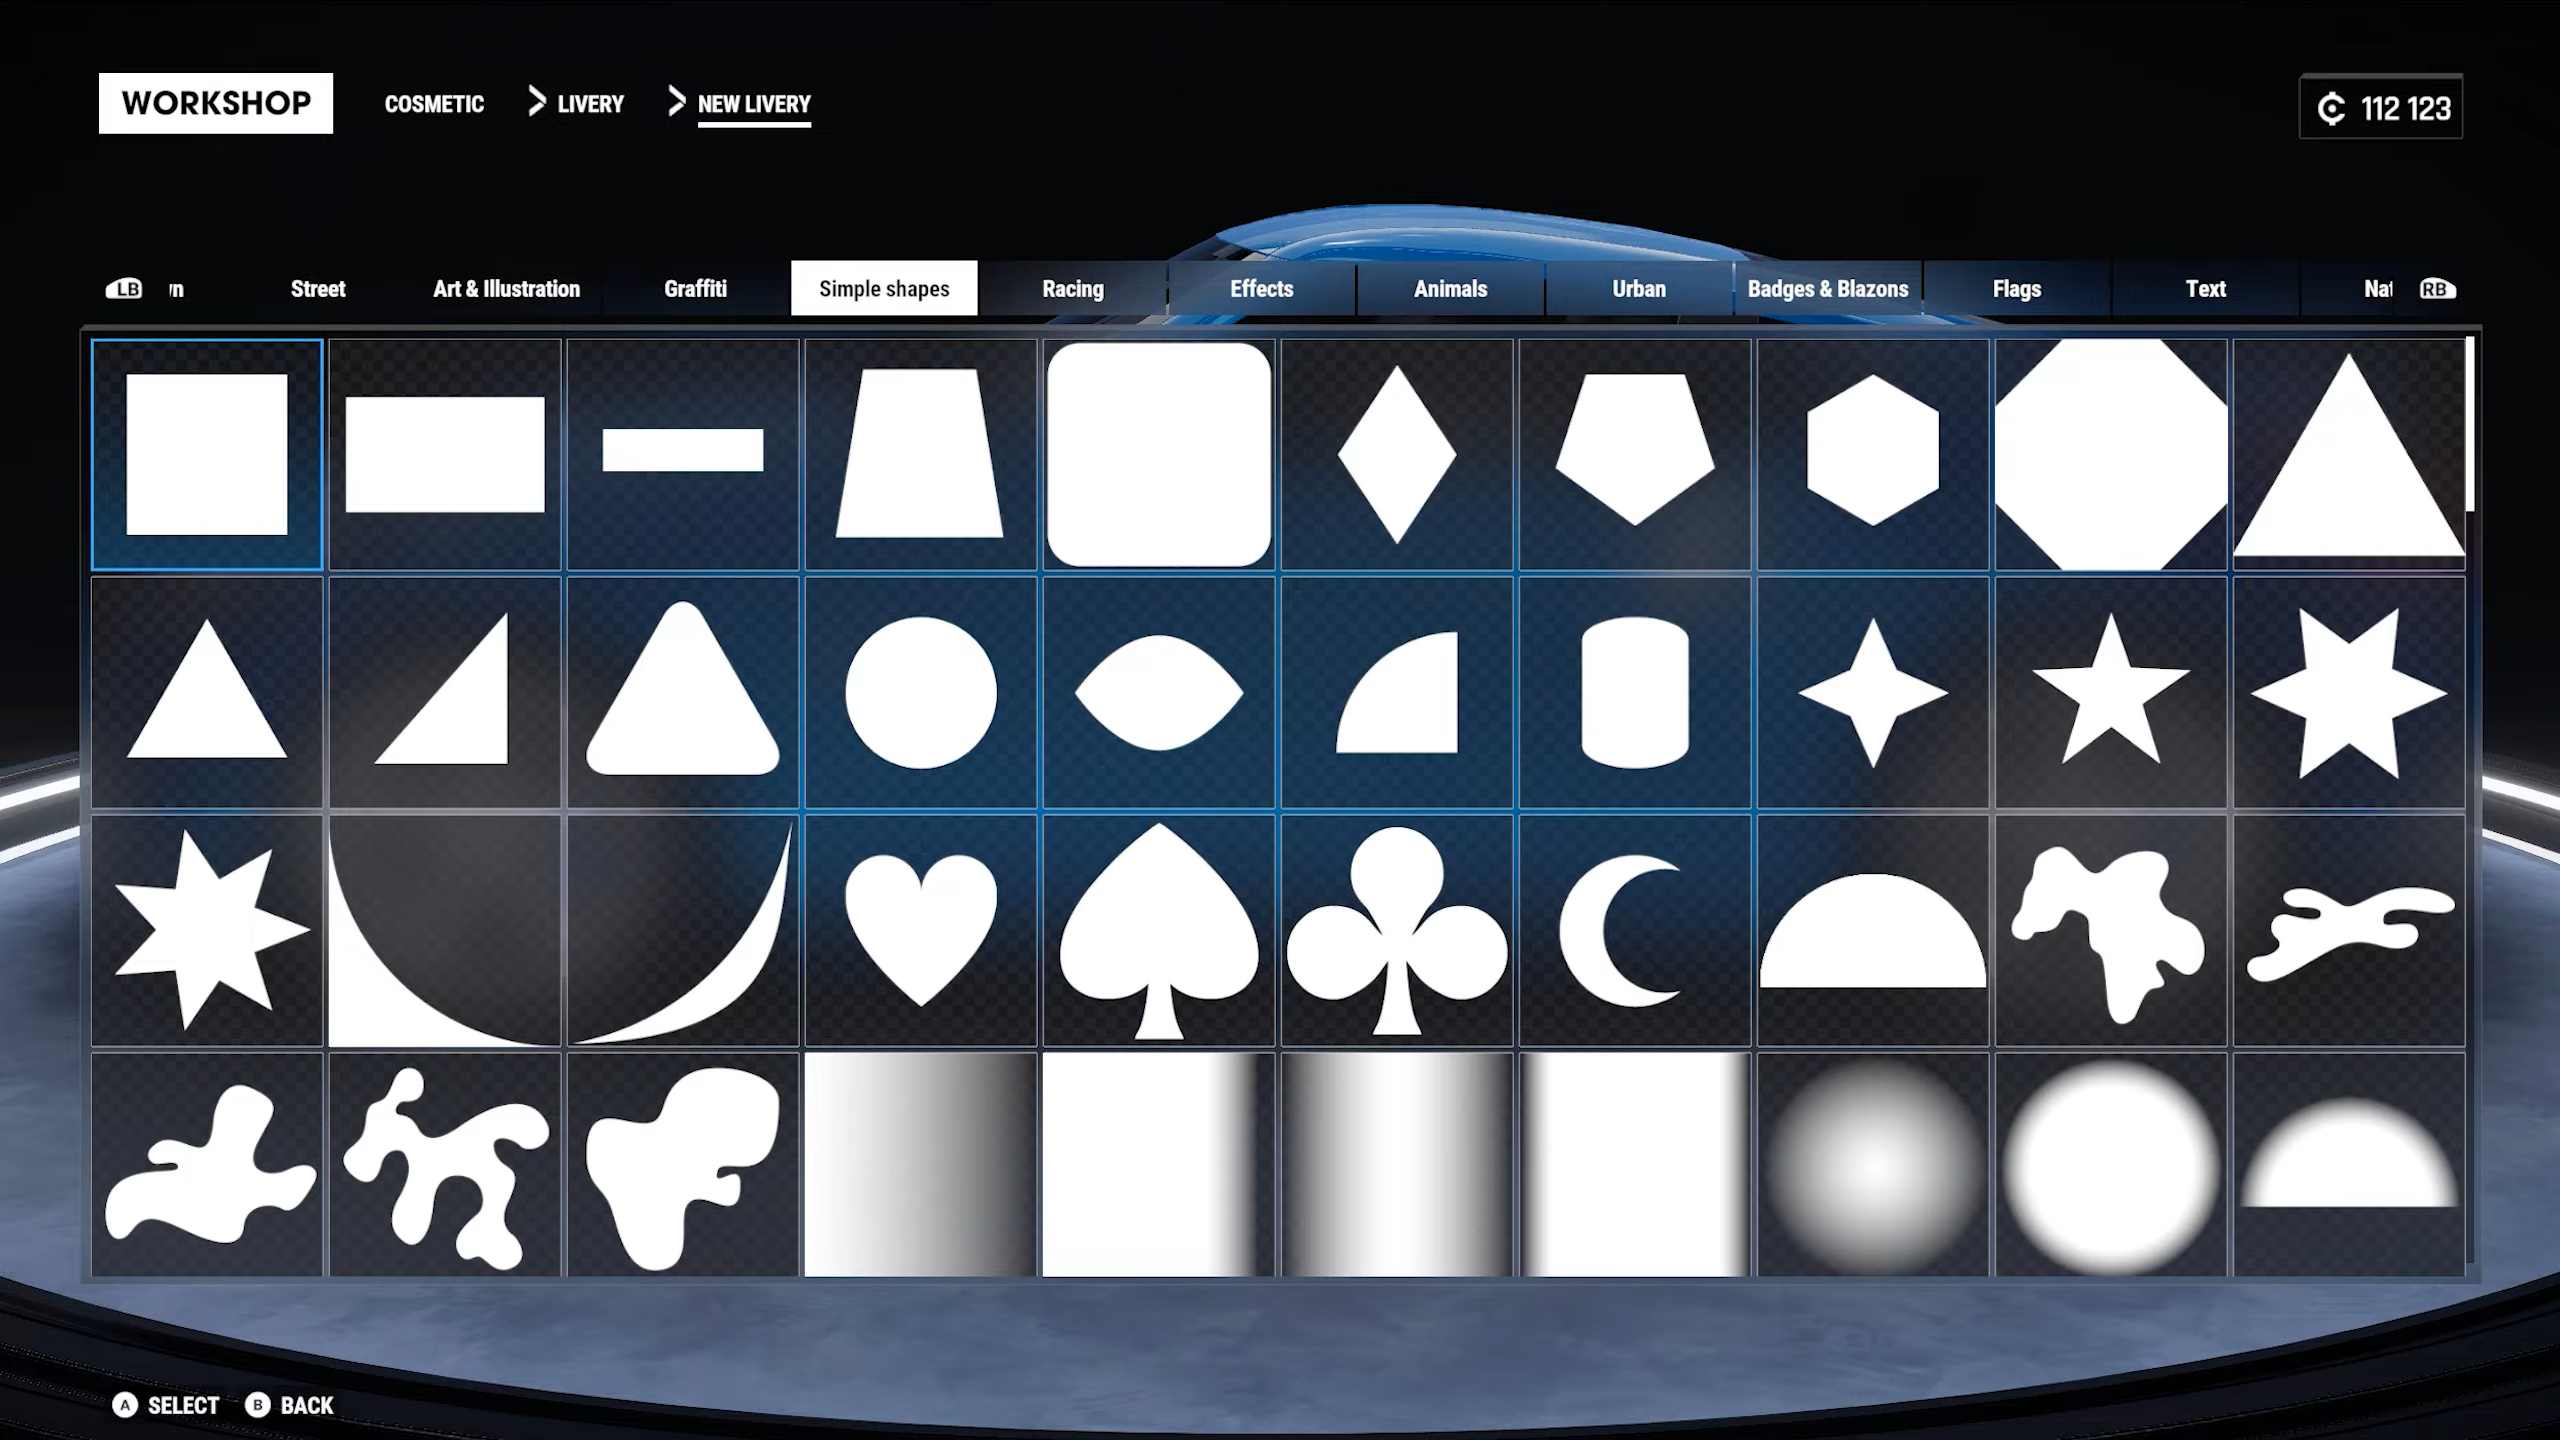 WORKSHOP COSMETIC LIVERY NEW LIVERY
112 123
LB Street Art & Illustration Graffiti Simple shapes Racing Effects Animals Urban Badges & Blazons Flags Text Nat RB
A SELECT B BACK